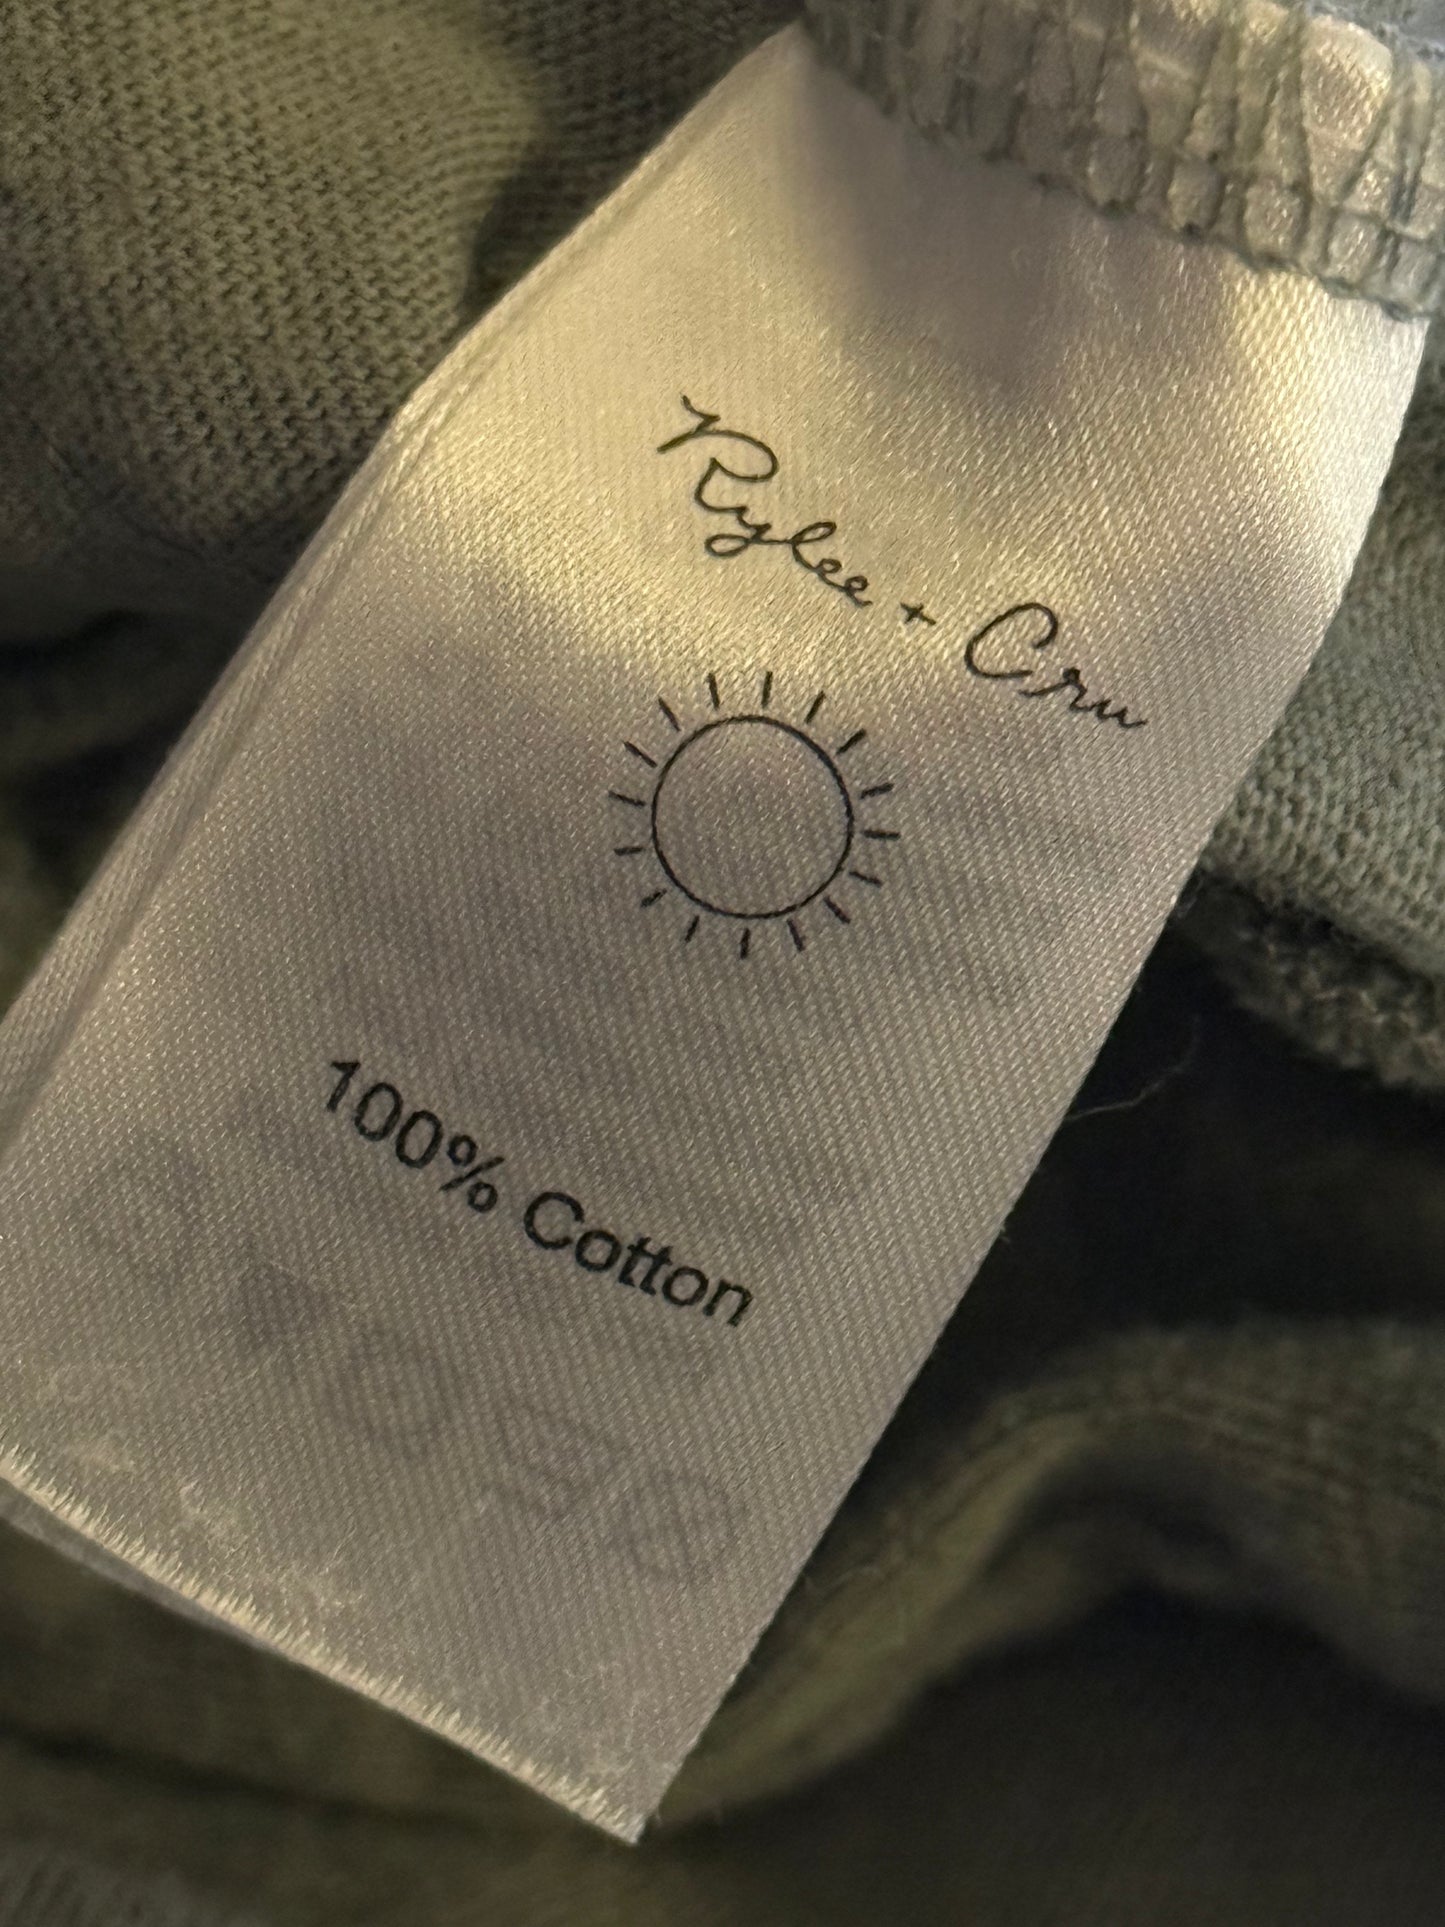 Rylee + Cru
100% Cotton